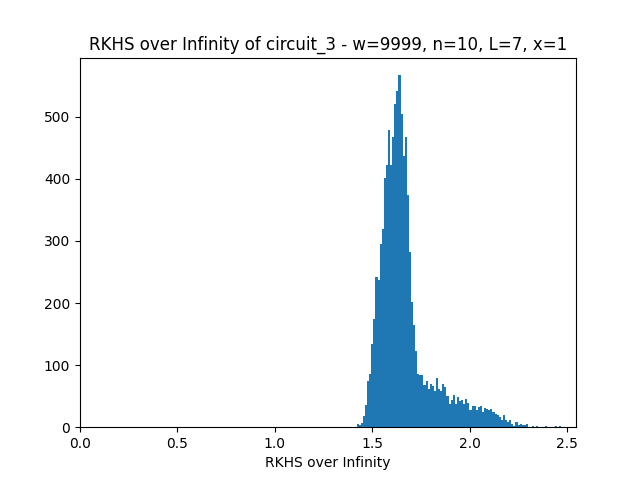 RKHS over Infinity of circuit_3 - w=9999, n=10, L=7, x=1
500
400
300
200
100
0
0.0 0.5 1.0 1.5 2.0 2.5
RKHS over Infinity